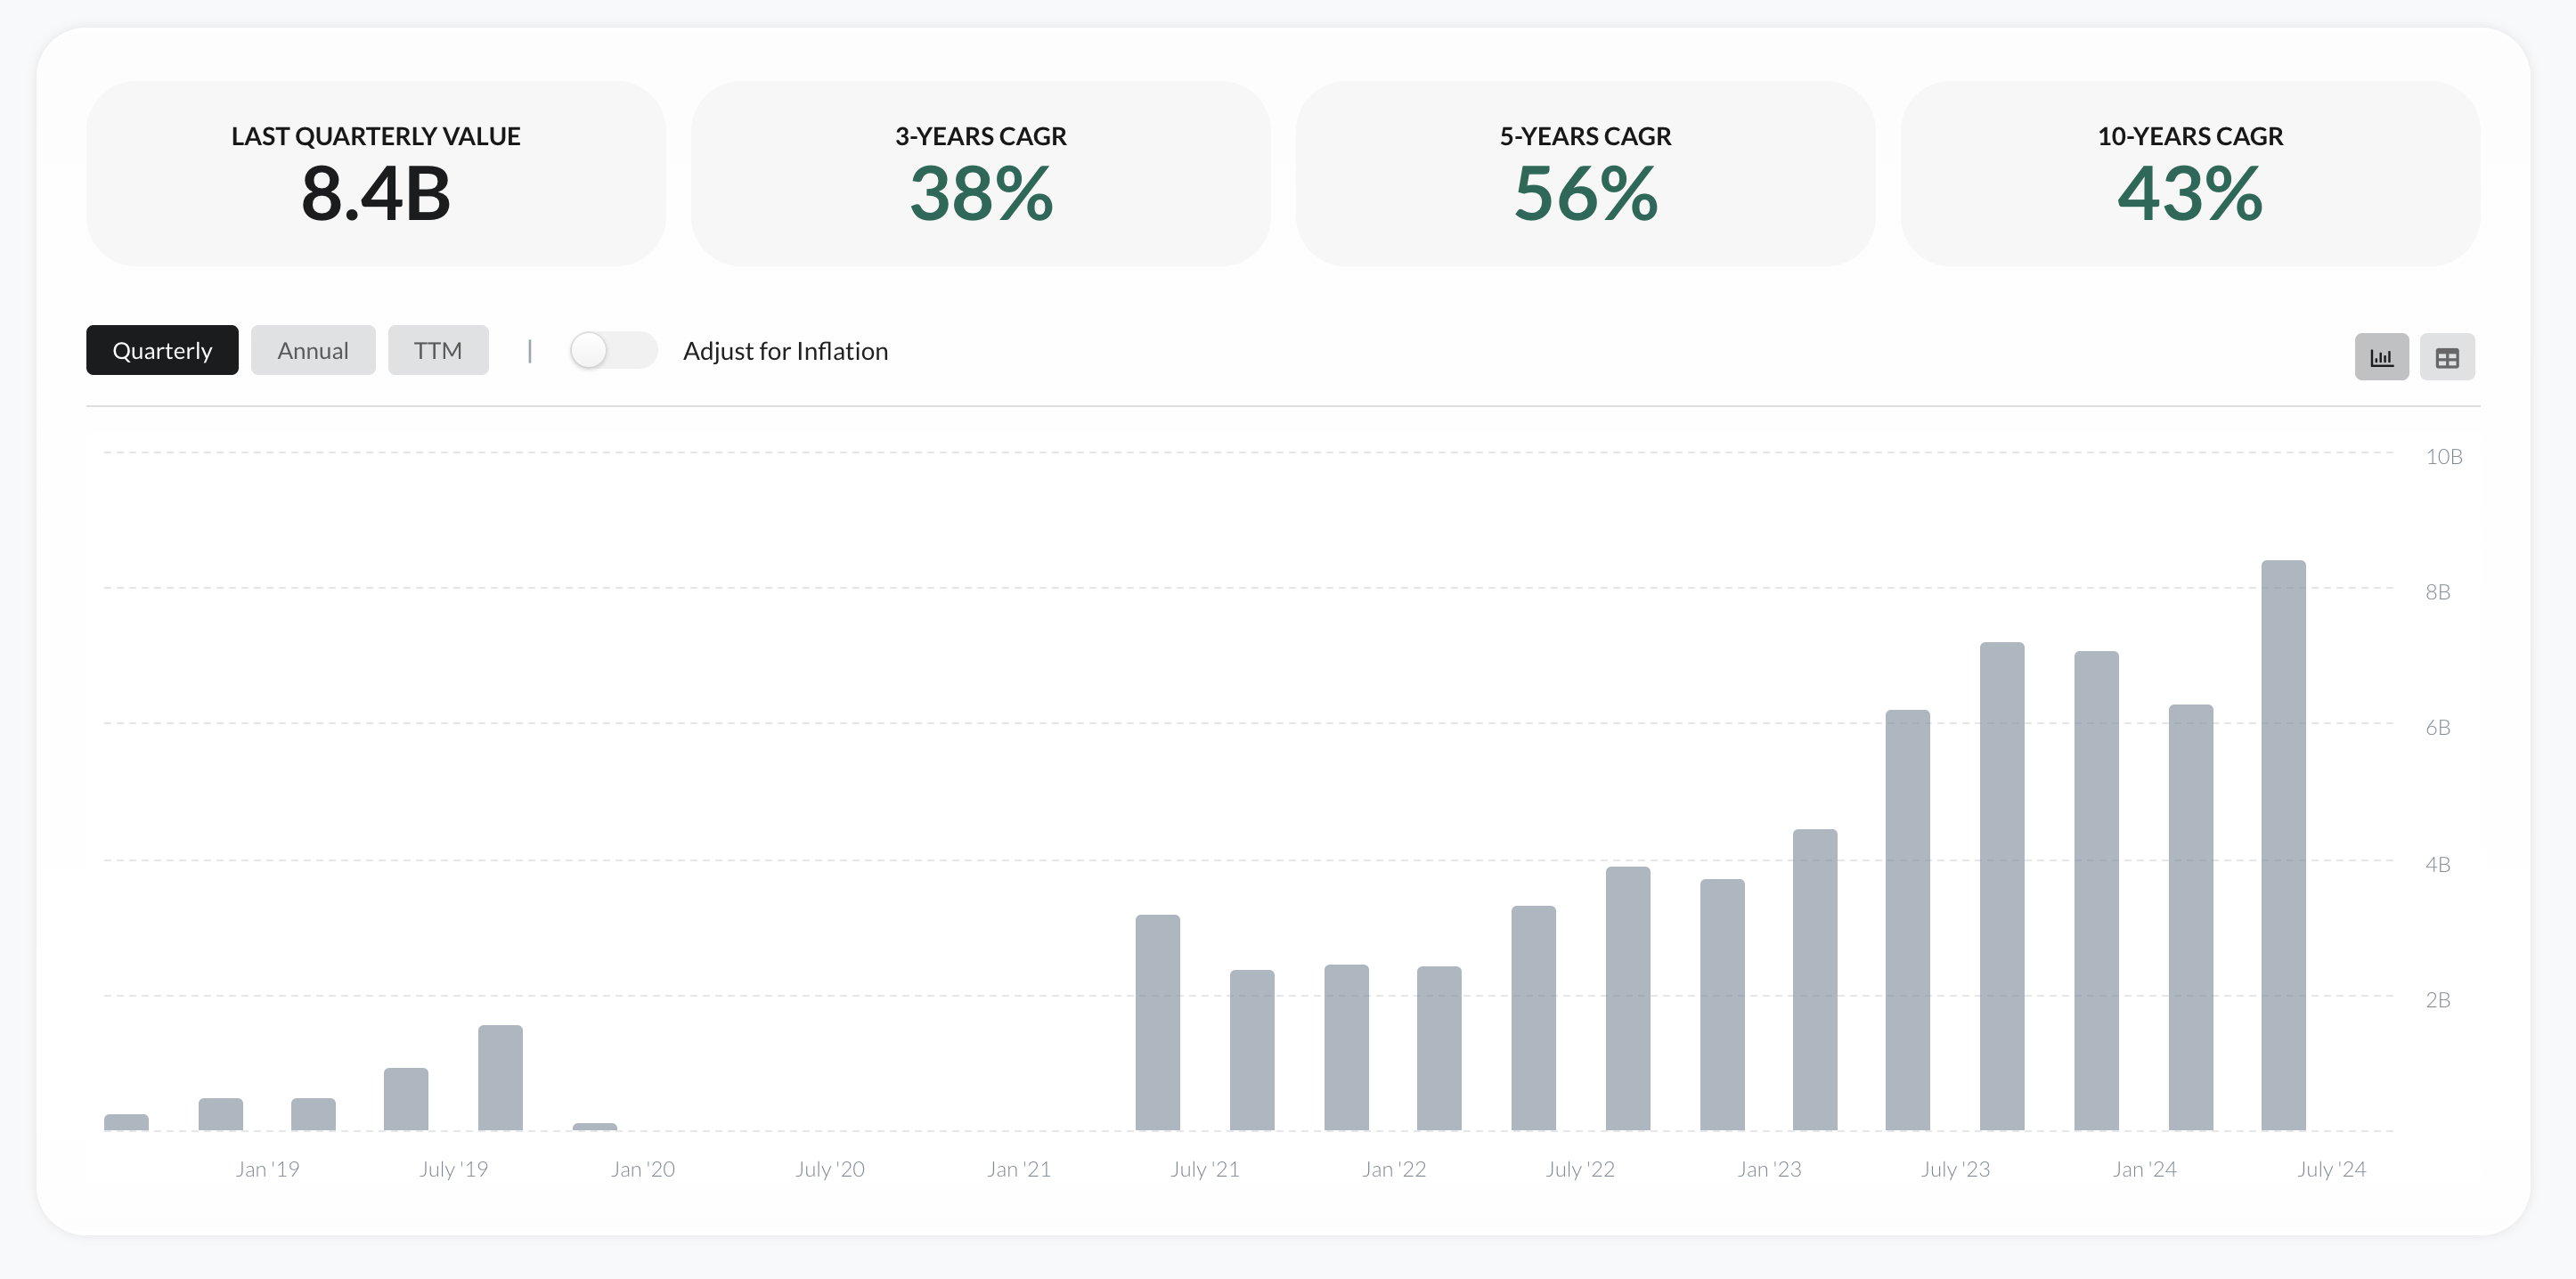 LAST QUARTERLY VALUE
8.4B
3-YEARS CAGR
38%
5-YEARS CAGR
56%
10-YEARS CAGR
43%
Quarterly Annual TTM | Adjust for Inflation
10B
8B
6B
4B
2B
Jan '19 July '19 Jan '20 July '20 Jan '21 July '21 Jan '22 July '22 Jan '23 July '23 Jan '24 July '24